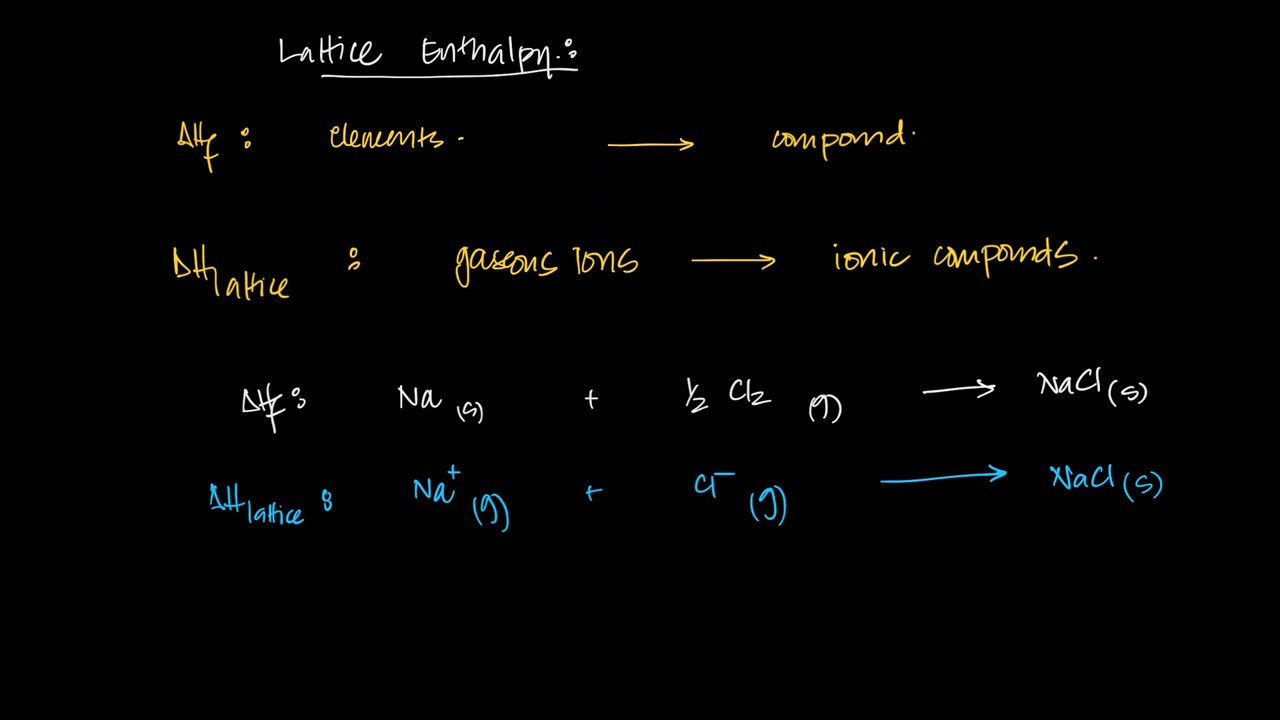 Lattice Enthalpy :
ΔHf : elements. → compound.
ΔHlattice : gaseous ions → ionic compounds.
ΔHf : Na (s) + 1/2 Cl2 (g) → NaCl (s)
ΔHlattice : Na+ (g) + Cl− (g) → NaCl (s)